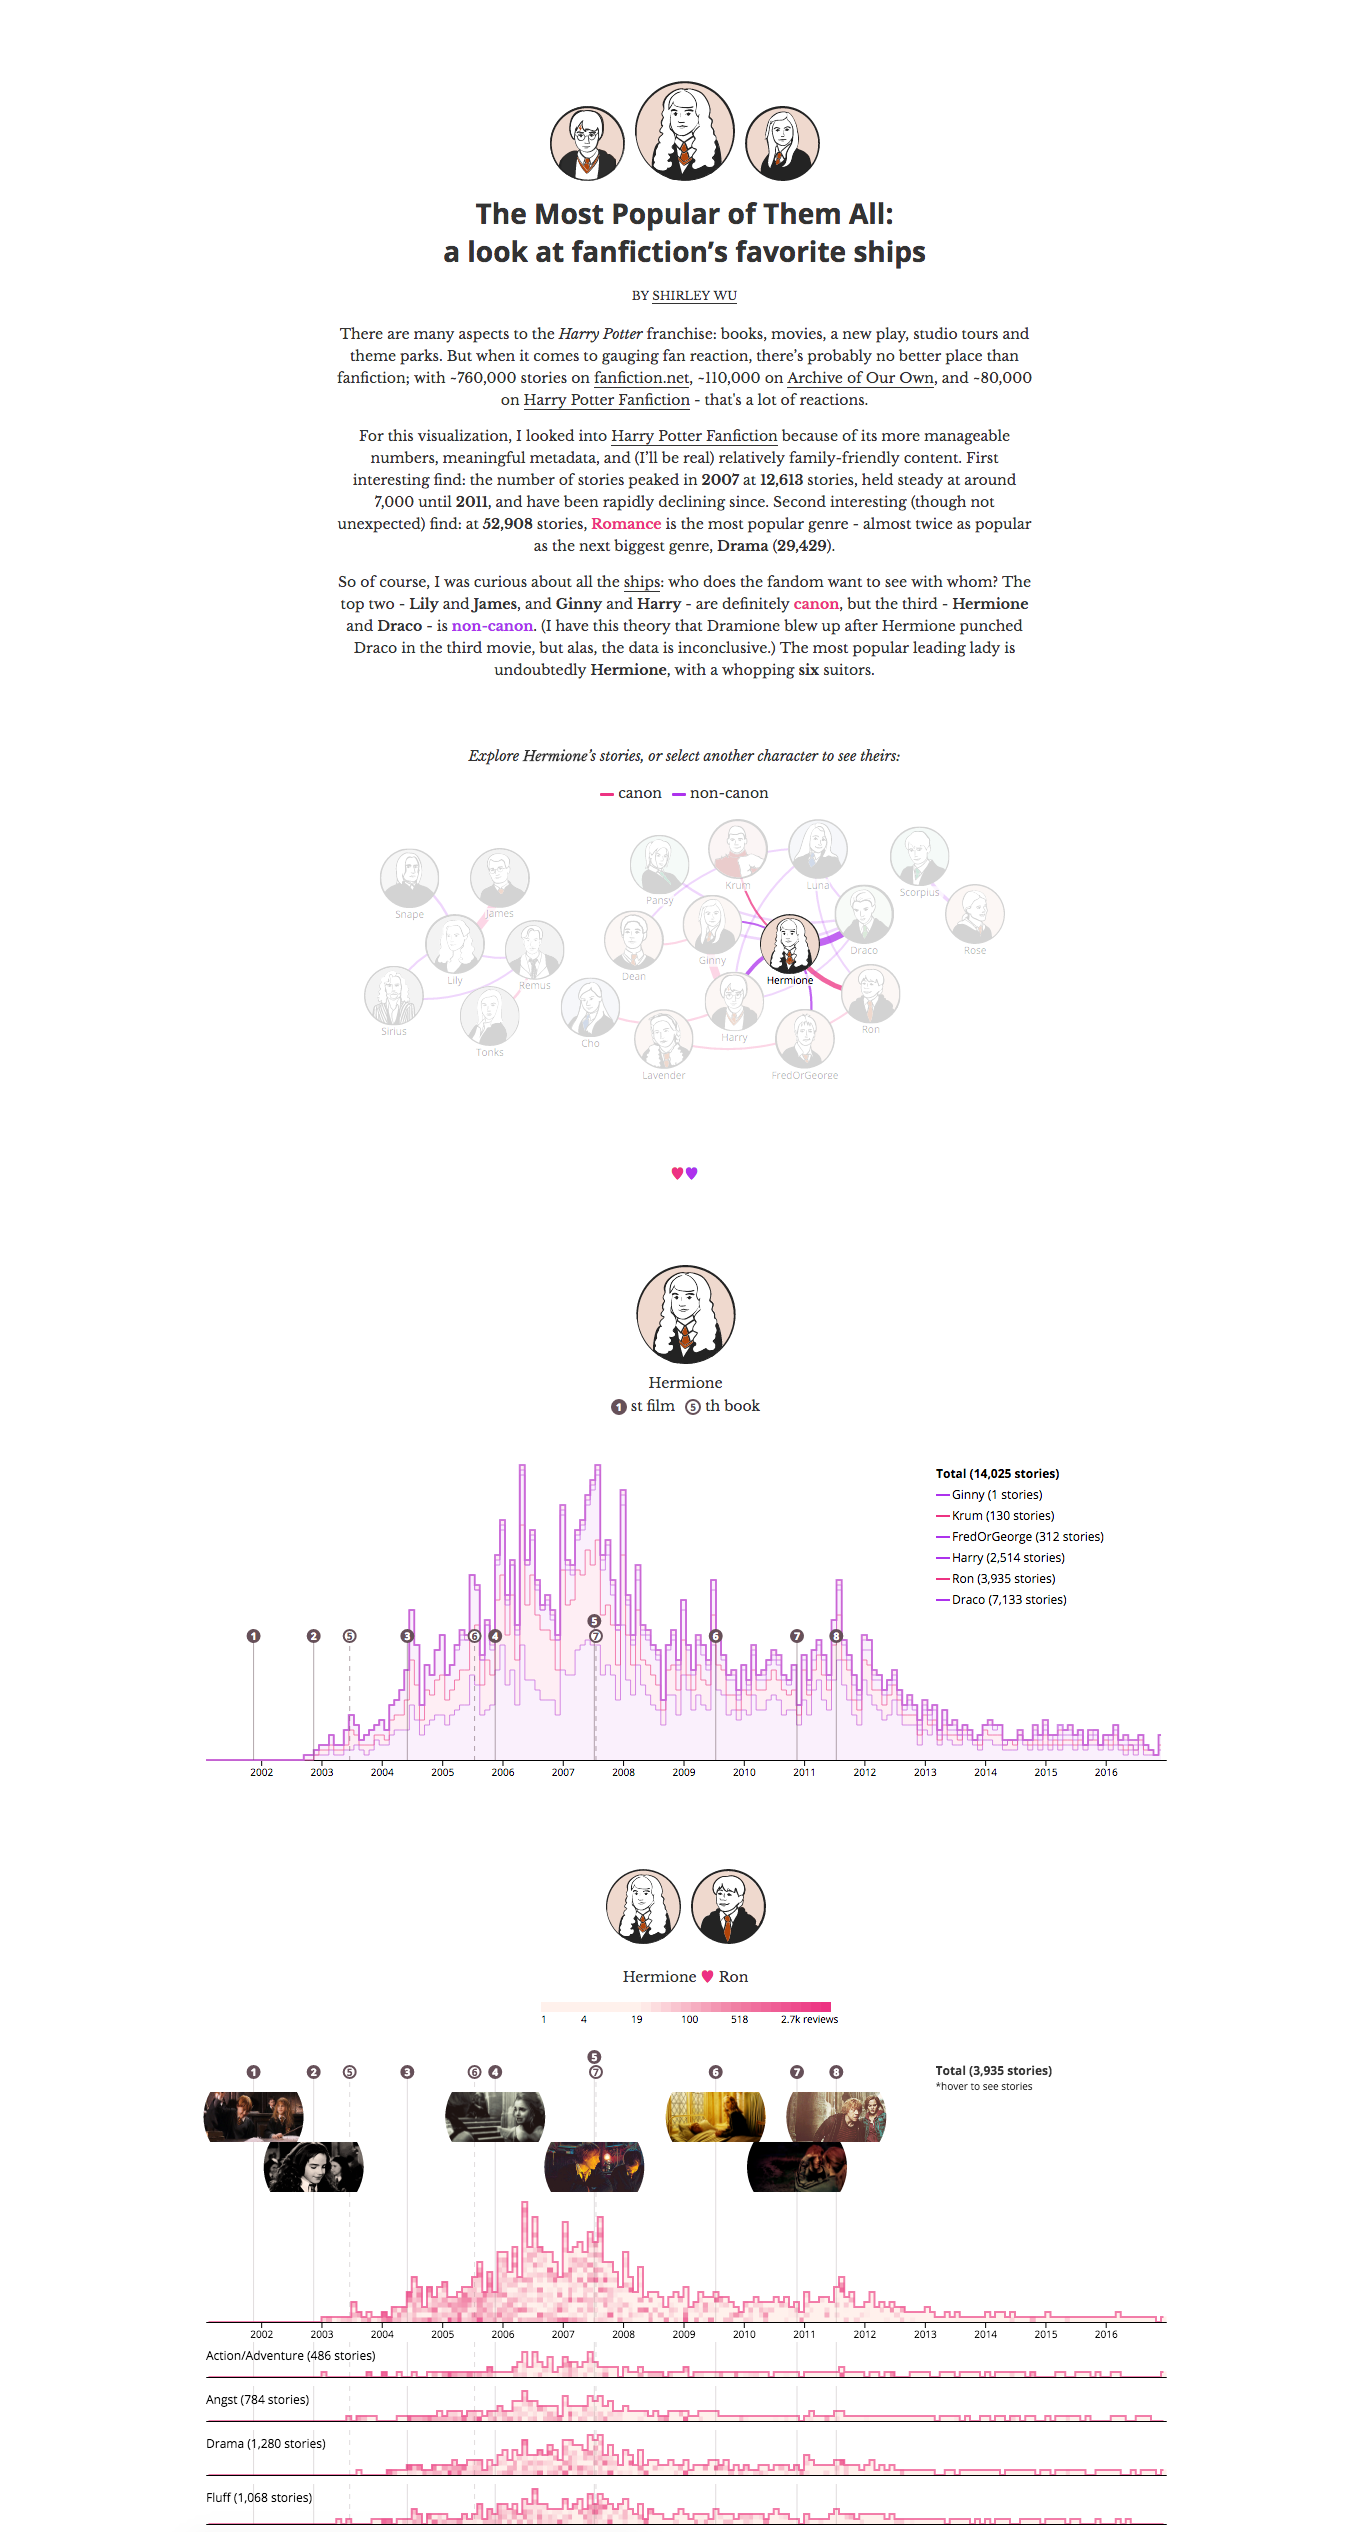 The Most Popular of Them All:
a look at fanfiction’s favorite ships
BY SHIRLEY WU
There are many aspects to the Harry Potter franchise: books, movies, a new play, studio tours and
theme parks. But when it comes to gauging fan reaction, there’s probably no better place than
fanfiction; with ~760,000 stories on fanfiction.net, ~110,000 on Archive of Our Own, and ~80,000
on Harry Potter Fanfiction - that's a lot of reactions.
For this visualization, I looked into Harry Potter Fanfiction because of its more manageable
numbers, meaningful metadata, and (I’ll be real) relatively family-friendly content. First
interesting find: the number of stories peaked in 2007 at 12,613 stories, held steady at around
7,000 until 2011, and have been rapidly declining since. Second interesting (though not
unexpected) find: at 52,908 stories, Romance is the most popular genre - almost twice as popular
as the next biggest genre, Drama (29,429).
So of course, I was curious about all the ships: who does the fandom want to see with whom? The
top two - Lily and James, and Ginny and Harry - are definitely canon, but the third - Hermione
and Draco - is non-canon. (I have this theory that Dramione blew up after Hermione punched
Draco in the third movie, but alas, the data is inconclusive.) The most popular leading lady is
undoubtedly Hermione, with a whopping six suitors.
Explore Hermione’s stories, or select another character to see theirs:
canon non-canon
Krum Luna
Scorpius
Pansy
Snape James
Draco Rose
Ginny
Dean
Hermione
Lily Remus
Ron
Sirius Harry
Cho
Tonks
Lavender FredOrGeorge
Hermione
1 st film 5 th book
Total (14,025 stories)
Ginny (1 stories)
Krum (130 stories)
FredOrGeorge (312 stories)
Harry (2,514 stories)
Ron (3,935 stories)
Draco (7,133 stories)
5
1 2 5 3 6 4 7 6 7 8
2002 2003 2004 2005 2006 2007 2008 2009 2010 2011 2012 2013 2014 2015 2016
Hermione Ron
1 4 19 100 518 2.7k reviews
5
1 2 5 3 6 4 7 6 7 8
Total (3,935 stories)
*hover to see stories
2002 2003 2004 2005 2006 2007 2008 2009 2010 2011 2012 2013 2014 2015 2016
Action/Adventure (486 stories)
Angst (784 stories)
Drama (1,280 stories)
Fluff (1,068 stories)